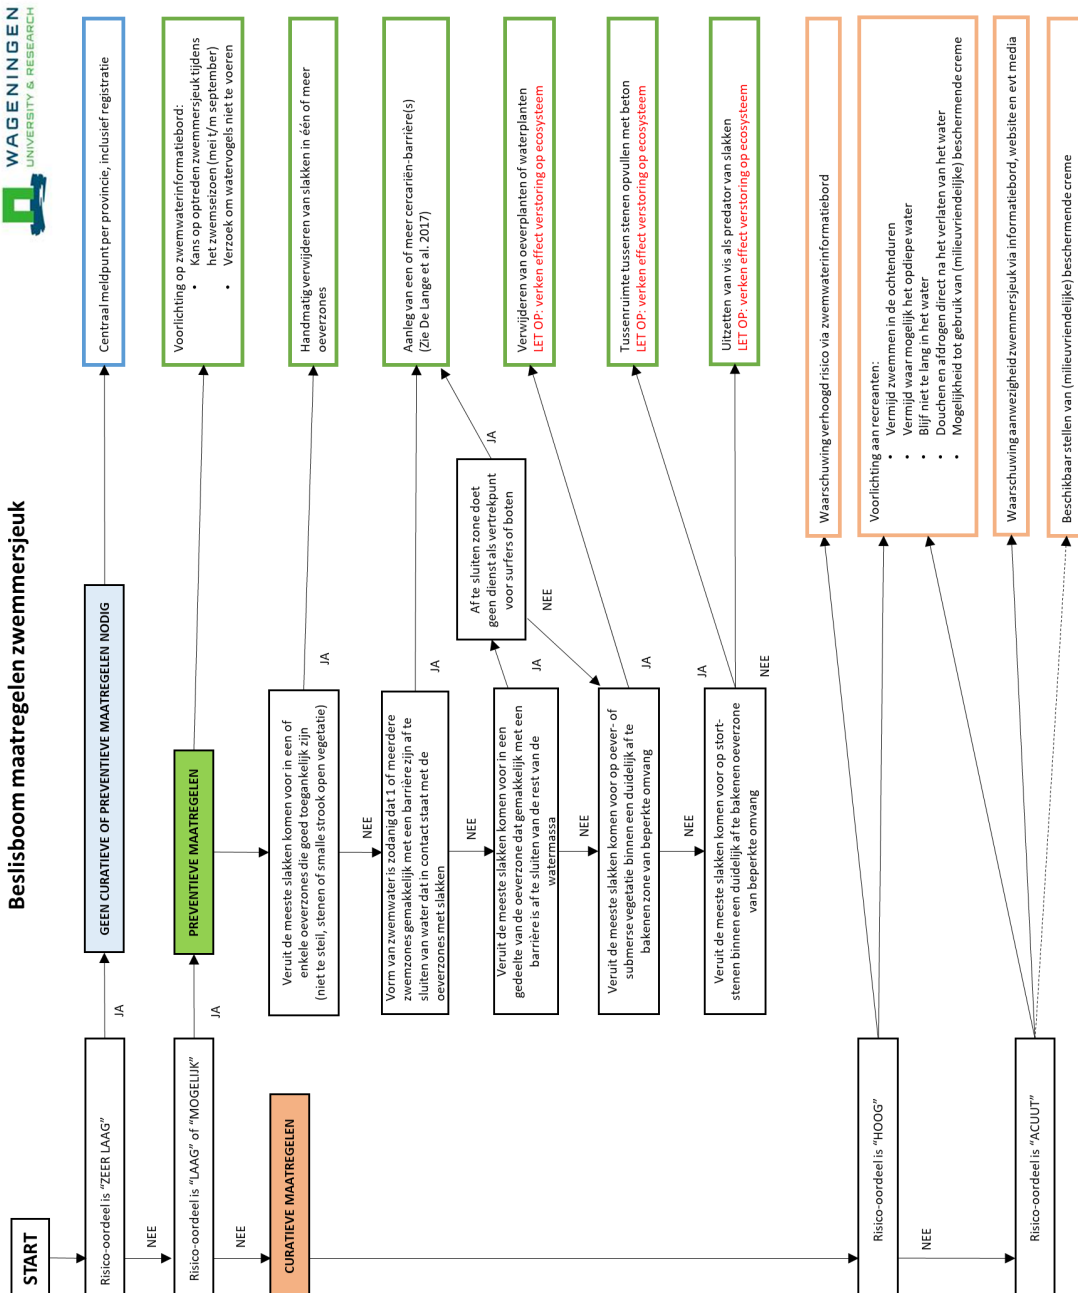 WAGENINGEN
UNIVERSITY & RESEARCH
Beslisboom maatregelen zwemmersjeuk
START
Risico-oordeel is “ZEER LAAG”
JA
GEEN CURATIEVE OF PREVENTIEVE MAATREGELEN NODIG
Centraal meldpunt per provincie, inclusief registratie
NEE
Risico-oordeel is “LAAG” of “MOGELIJK”
JA
PREVENTIEVE MAATREGELEN
Voorlichting op zwemwaterinformatiebord:
• Kans op optreden zwemmersjeuk tijdens
het zwemseizoen (mei t/m september)
• Verzoek om watervogels niet te voeren
NEE
CURATIEVE MAATREGELEN
Veruit de meeste slakken komen voor in een of
enkele oeverzones die goed toegankelijk zijn
(niet te steil, stenen of smalle strook open vegetatie)
JA
Handmatig verwijderen van slakken in één of meer
oeverzones
NEE
Vorm van zwemwater is zodanig dat 1 of meerdere
zwemzones gemakkelijk met een barrière zijn af te
sluiten van water dat in contact staat met de
oeverzones met slakken
JA
Aanleg van een of meer cercariën-barrière(s)
(Zie De Lange et al. 2017)
NEE
Veruit de meeste slakken komen voor in een
gedeelte van de oeverzone dat gemakkelijk met een
barrière is af te sluiten van de rest van de
watermassa
JA
Af te sluiten zone doet
geen dienst als vertrekpunt
voor surfers of boten
JA
NEE
NEE
Veruit de meeste slakken komen voor op oever- of
submerse vegetatie binnen een duidelijk af te
bakenen zone van beperkte omvang
JA
Verwijderen van oeverplanten of waterplanten
LET OP: verken effect verstoring op ecosysteem
NEE
Veruit de meeste slakken komen voor op stort-
stenen binnen een duidelijk af te bakenen oeverzone
van beperkte omvang
JA
Tussenruimte tussen stenen opvullen met beton
LET OP: verken effect verstoring op ecosysteem
NEE
Uitzetten van vis als predator van slakken
LET OP: verken effect verstoring op ecosysteem
Risico-oordeel is “HOOG”
Waarschuwing verhoogd risico via zwemwaterinformatiebord
Voorlichting aan recreanten:
• Vermijd zwemmen in de ochtenduren
• Vermijd waar mogelijk het opdiepe water
• Blijf niet te lang in het water
• Douchen en afdrogen direct na het verlaten van het water
• Mogelijkheid tot gebruik van (milieuvriendelijke) beschermende creme
NEE
Risico-oordeel is “ACUUT”
Waarschuwing aanwezigheid zwemmersjeuk via informatiebord, website en evt media
Beschikbaar stellen van (milieuvriendelijke) beschermende creme